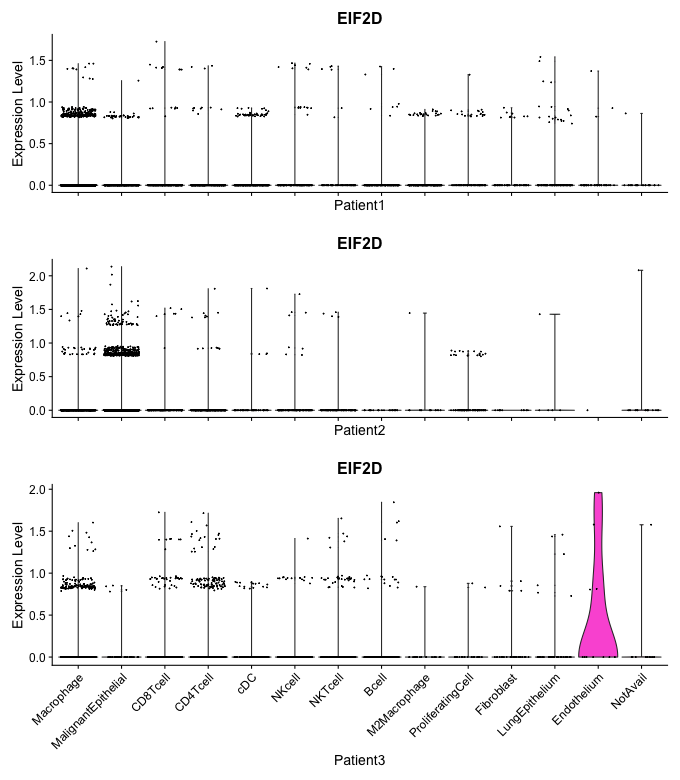 EIF2D
Expression Level
1.5
1.0
0.5
0.0
Patient1
EIF2D
Expression Level
2.0
1.5
1.0
0.5
0.0
Patient2
EIF2D
Expression Level
2.0
1.5
1.0
0.5
0.0
Macrophage
MalignantEpithelial
CD8Tcell
CD4Tcell
cDC
NKcell
NKTcell
Bcell
M2Macrophage
ProliferatingCell
Fibroblast
LungEpithelium
Endothelium
NotAvail
Patient3